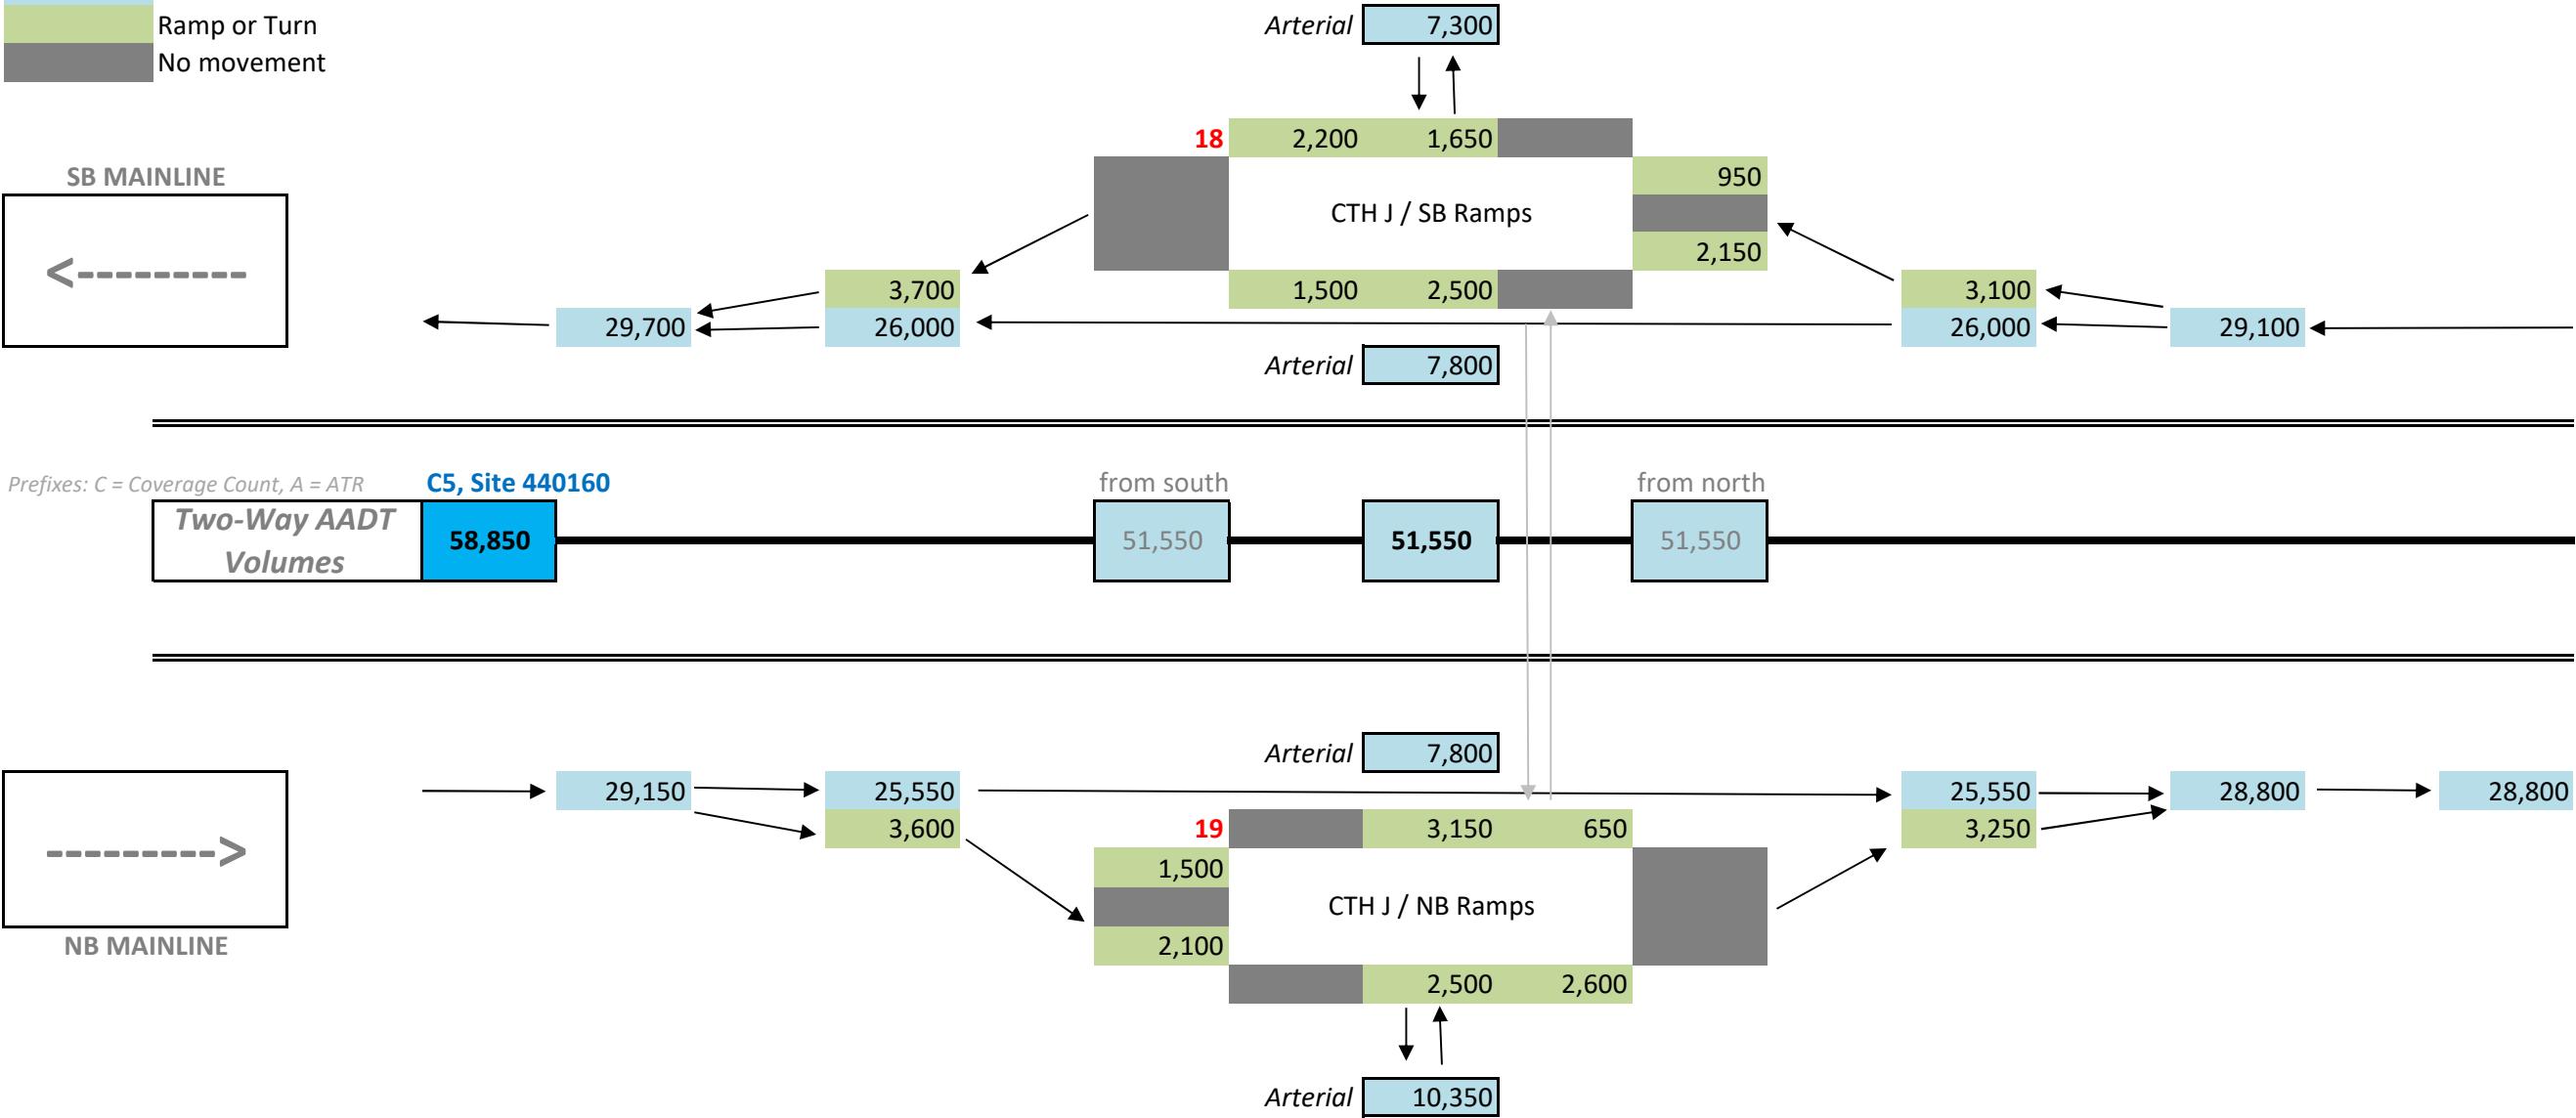 Ramp or Turn
No movement
Arterial 7,300
18 2,200 1,650
SB MAINLINE
950
<---------
CTH J / SB Ramps
2,150
3,700
1,500 2,500
3,100
29,700 26,000
26,000 29,100
Arterial 7,800
Prefixes: C = Coverage Count, A = ATR
C5, Site 440160
from south
from north
Two-Way AADT
Volumes
58,850
51,550
51,550
51,550
Arterial 7,800
29,150 25,550
25,550 28,800 28,800
3,600
19 3,150 650
3,250
--------->
1,500
CTH J / NB Ramps
NB MAINLINE
2,100
2,500 2,600
Arterial 10,350